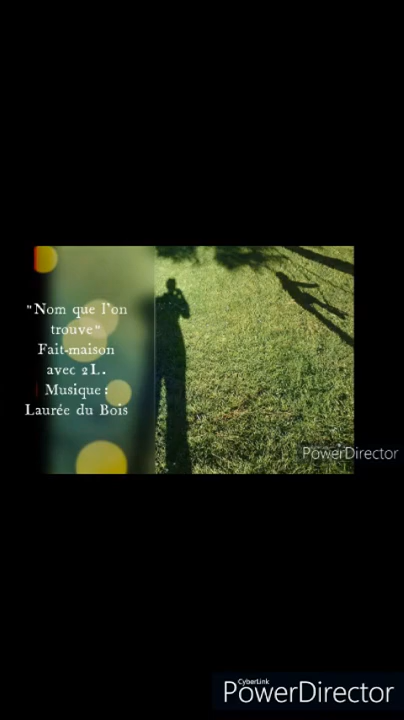 "Nom que l'on
trouve"
Fait-maison
avec 2L.
Musique :
Laurée du Bois
PowerDirector
CyberLink
PowerDirector